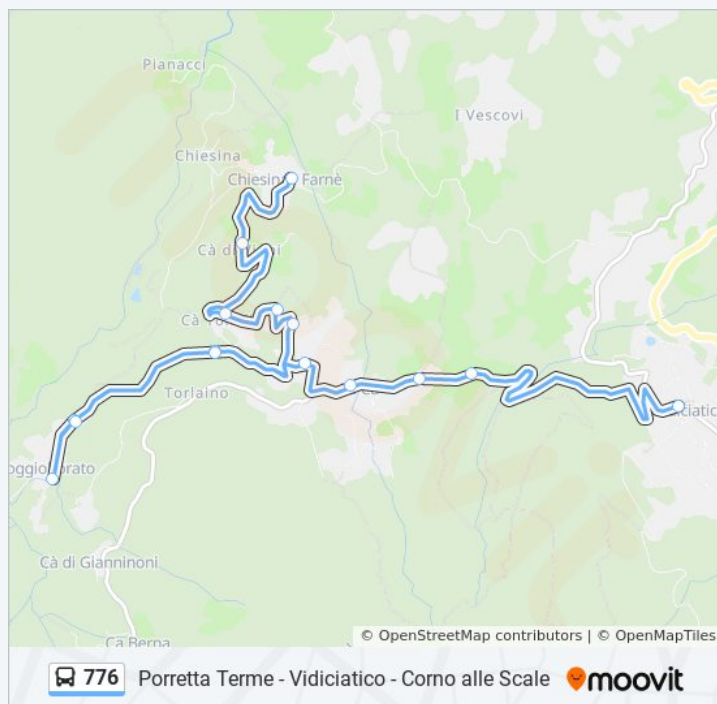 Pianacci
I Vescovi
Chiesina
Chiesina Farnè
Torlaino
Cà di Gianninoni
Cà Berna
© OpenStreetMap contributors | © OpenMapTiles
776 Porretta Terme - Vidiciatico - Corno alle Scale moovit